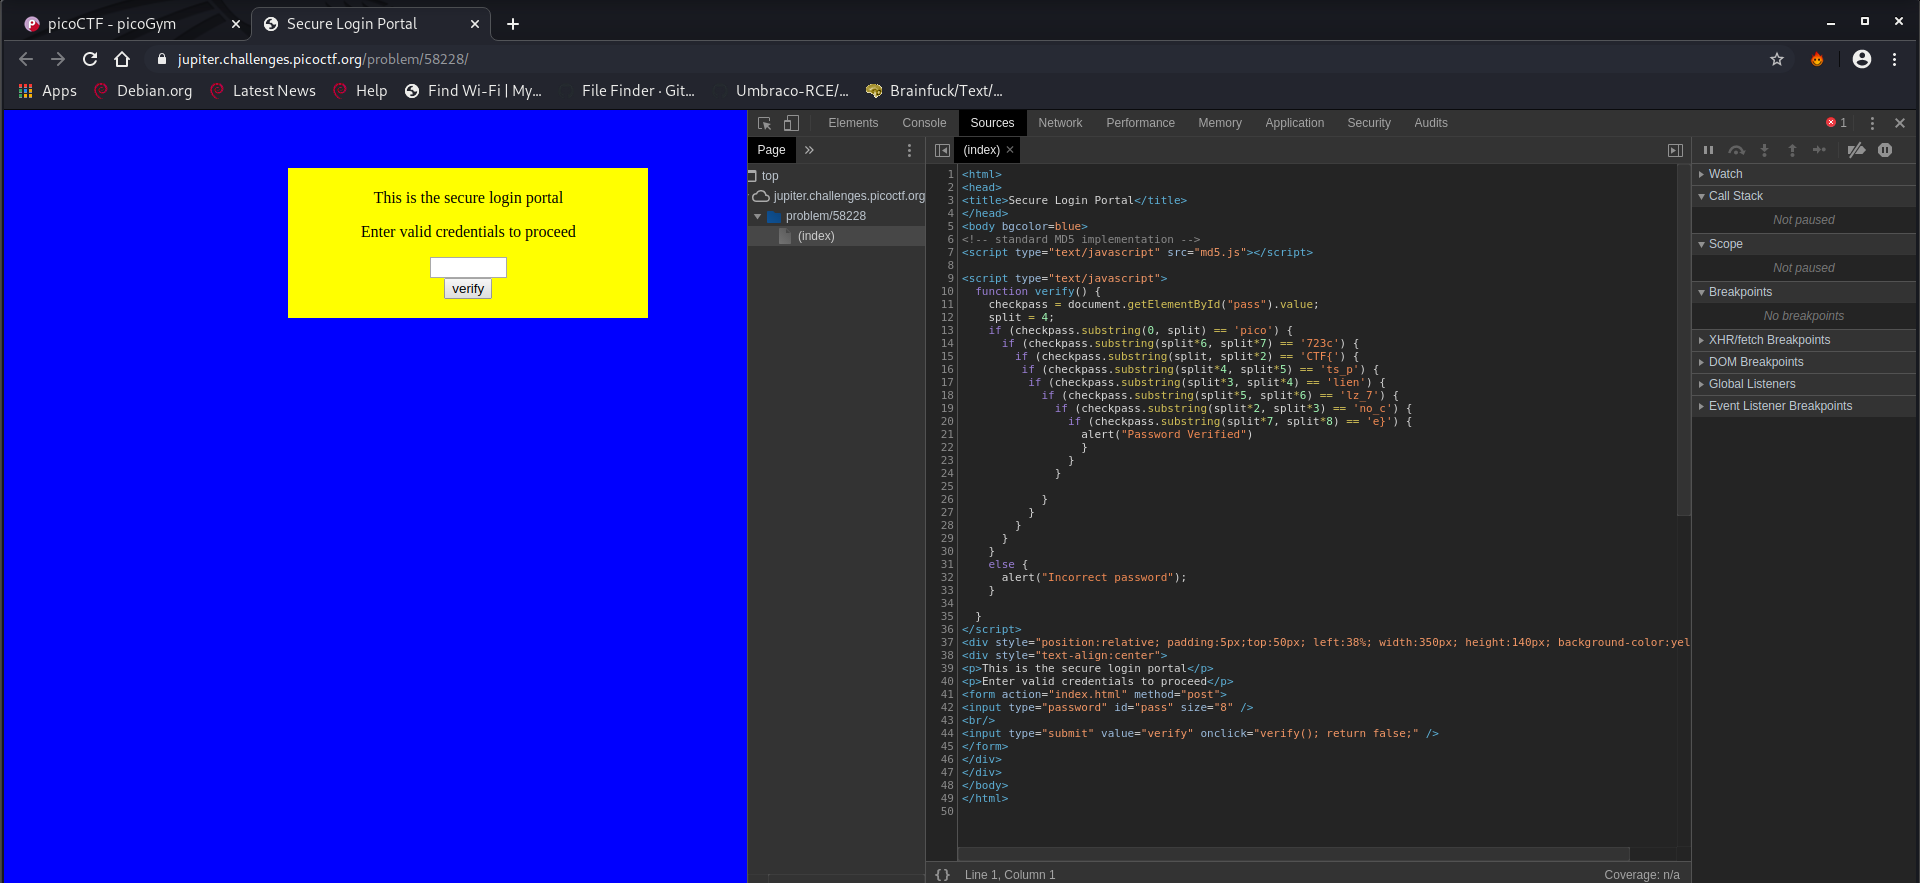 picoCTF - picoGym
Secure Login Portal
jupiter.challenges.picoctf.org/problem/58228/
Apps Debian.org Latest News Help Find Wi-Fi | My... File Finder · Git... Umbraco-RCE/... Brainfuck/Text/...
This is the secure login portal
Enter valid credentials to proceed
verify
Elements Console Sources Network Performance Memory Application Security Audits 1
Page
top
jupiter.challenges.picoctf.org
problem/58228
(index)
(index)
1 <html>
2 <head>
3 <title>Secure Login Portal</title>
4 </head>
5 <body bgcolor=blue>
6 <!-- standard MD5 implementation -->
7 <script type="text/javascript" src="md5.js"></script>
8
9 <script type="text/javascript">
10   function verify() {
11     checkpass = document.getElementById("pass").value;
12     split = 4;
13     if (checkpass.substring(0, split) == 'pico') {
14       if (checkpass.substring(split*6, split*7) == '723c') {
15         if (checkpass.substring(split, split*2) == 'CTF{') {
16          if (checkpass.substring(split*4, split*5) == 'ts_p') {
17           if (checkpass.substring(split*3, split*4) == 'lien') {
18             if (checkpass.substring(split*5, split*6) == 'lz_7') {
19               if (checkpass.substring(split*2, split*3) == 'no_c') {
20                 if (checkpass.substring(split*7, split*8) == 'e}') {
21                   alert("Password Verified")
22                   }
23                 }
24               }
25
26             }
27           }
28         }
29       }
30     }
31     else {
32       alert("Incorrect password");
33     }
34
35   }
36 </script>
37 <div style="position:relative; padding:5px;top:50px; left:38%; width:350px; height:140px; background-color:yel
38 <div style="text-align:center">
39 <p>This is the secure login portal</p>
40 <p>Enter valid credentials to proceed</p>
41 <form action="index.html" method="post">
42 <input type="password" id="pass" size="8" />
43 <br/>
44 <input type="submit" value="verify" onclick="verify(); return false;" />
45 </form>
46 </div>
47 </div>
48 </body>
49 </html>
50
{} Line 1, Column 1
Coverage: n/a
Watch
Call Stack
Not paused
Scope
Not paused
Breakpoints
No breakpoints
XHR/fetch Breakpoints
DOM Breakpoints
Global Listeners
Event Listener Breakpoints